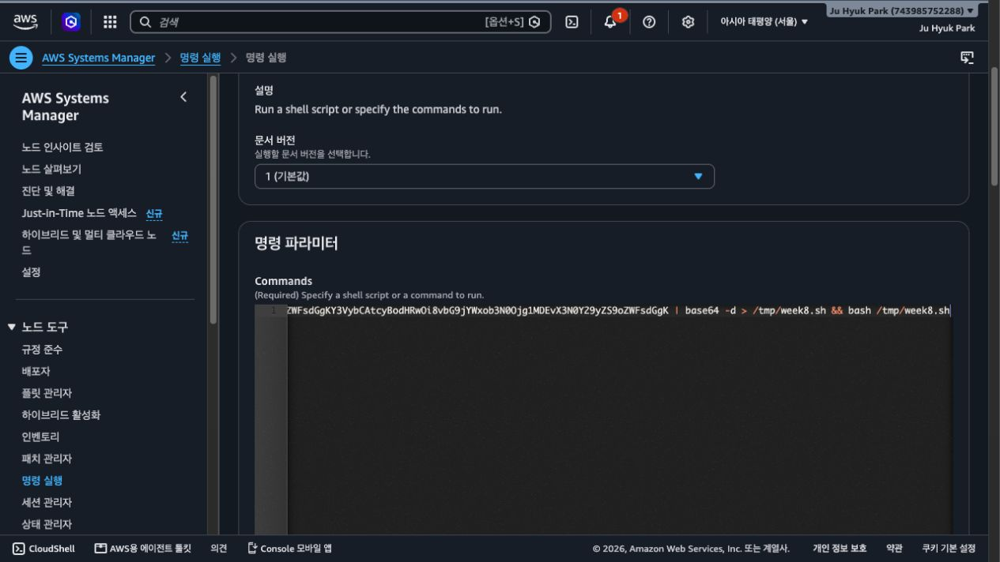 aws
검색
[옵션+S]
1
아시아 태평양 (서울)
Ju Hyuk Park (743985752288)
Ju Hyuk Park
AWS Systems Manager
명령 실행
명령 실행
AWS Systems
Manager
노드 인사이트 검토
노드 살펴보기
진단 및 해결
Just-in-Time 노드 액세스 신규
하이브리드 및 멀티 클라우드 노 신규
드
설정
노드 도구
규정 준수
배포자
플릿 관리자
하이브리드 활성화
인벤토리
패치 관리자
명령 실행
세션 관리자
상태 관리자
설명
Run a shell script or specify the commands to run.
문서 버전
실행할 문서 버전을 선택합니다.
1 (기본값)
명령 파라미터
Commands
(Required) Specify a shell script or a command to run.
1 ZWFsdGgKY3VybCAtcyBodHRwOi8vbG9jYWxob3N0Ojg1MDEvX3N0Y29yZS9oZWFsdGgK | base64 -d > /tmp/week8.sh && bash /tmp/week8.sh
CloudShell
AWS용 에이전트 툴킷
의견
Console 모바일 앱
© 2026, Amazon Web Services, Inc. 또는 계열사.
개인 정보 보호
약관
쿠키 기본 설정